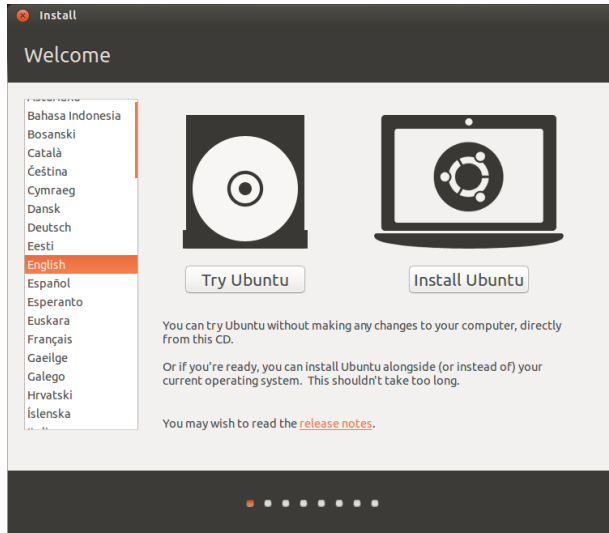 Install
Welcome
Bahasa Indonesia
Bosanski
Català
Čeština
Cymraeg
Dansk
Deutsch
Eesti
English
Español
Esperanto
Euskara
Français
Gaeilge
Galego
Hrvatski
Íslenska
Try Ubuntu
Install Ubuntu
You can try Ubuntu without making any changes to your computer, directly
from this CD.
Or if you're ready, you can install Ubuntu alongside (or instead of) your
current operating system. This shouldn't take too long.
You may wish to read the release notes.